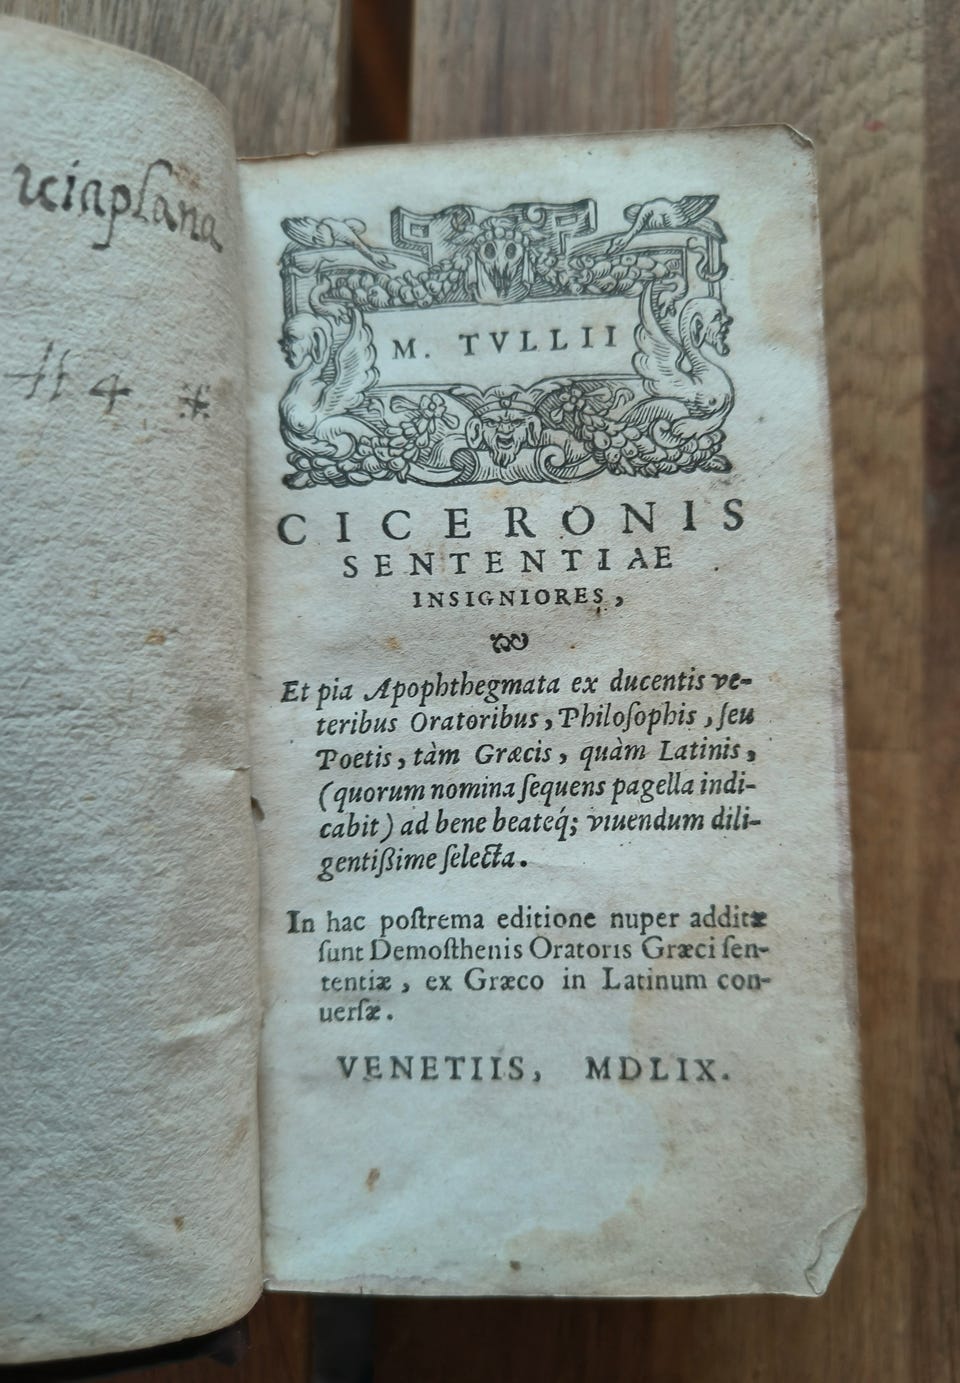 uiaplana
4
M. TVLLII
CICERONIS
SENTENTIAE
INSIGNIORES,
Et pia Apophthegmata ex ducentis ve-
teribus Oratoribus, Philoſophis, ſeu
Poetis, tàm Græcis, quàm Latinis,
(quorum nomina ſequens pagella indi-
cabit) ad bene beateq́; viuendum dili-
gentißime ſelecta.
In hac poſtrema editione nuper additæ
ſunt Demoſthenis Oratoris Græci ſen-
tentiæ, ex Græco in Latinum con-
uerſæ.
VENETIIS, MDLIX.